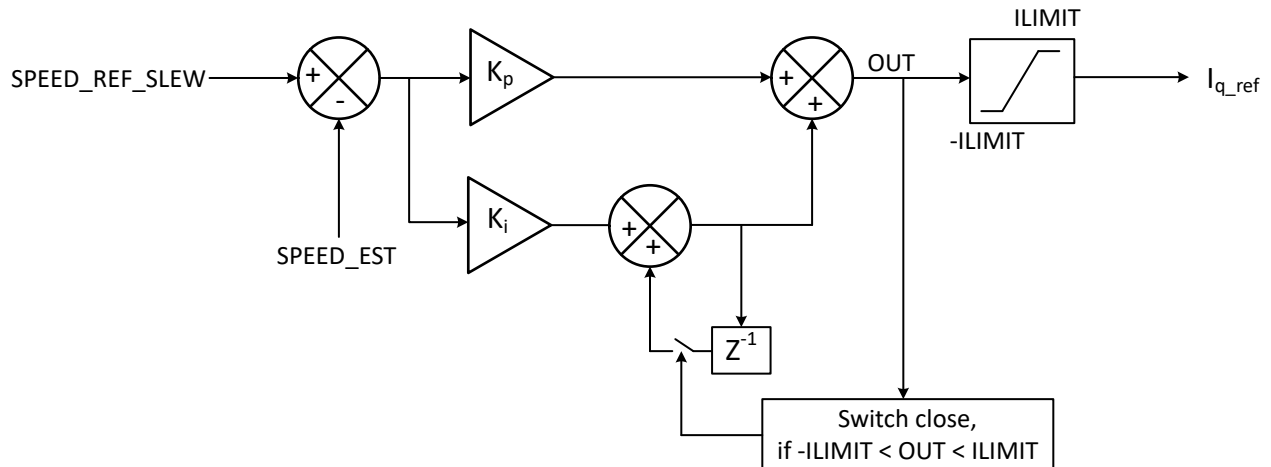 ILIMIT
SPEED_REF_SLEW
+
-
Kp
+
+
OUT
Iq_ref
-ILIMIT
Ki
+
+
SPEED_EST
Z-1
Switch close,
if -ILIMIT < OUT < ILIMIT